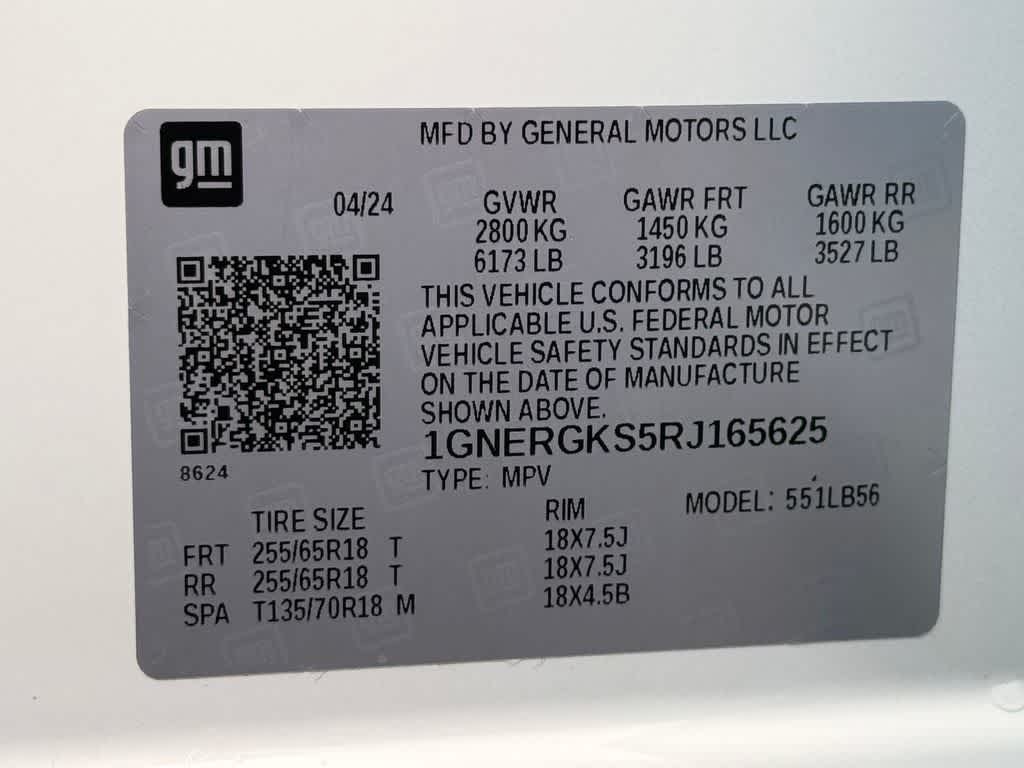 gm
MFD BY GENERAL MOTORS LLC
04/24 GVWR GAWR FRT GAWR RR
2800 KG 1450 KG 1600 KG
6173 LB 3196 LB 3527 LB
THIS VEHICLE CONFORMS TO ALL
APPLICABLE U.S. FEDERAL MOTOR
VEHICLE SAFETY STANDARDS IN EFFECT
ON THE DATE OF MANUFACTURE
SHOWN ABOVE.
1GNERGKS5RJ165625
8624
TYPE: MPV
MODEL: 551LB56
TIRE SIZE RIM
FRT 255/65R18 T 18X7.5J
RR 255/65R18 T 18X7.5J
SPA T135/70R18 M 18X4.5B